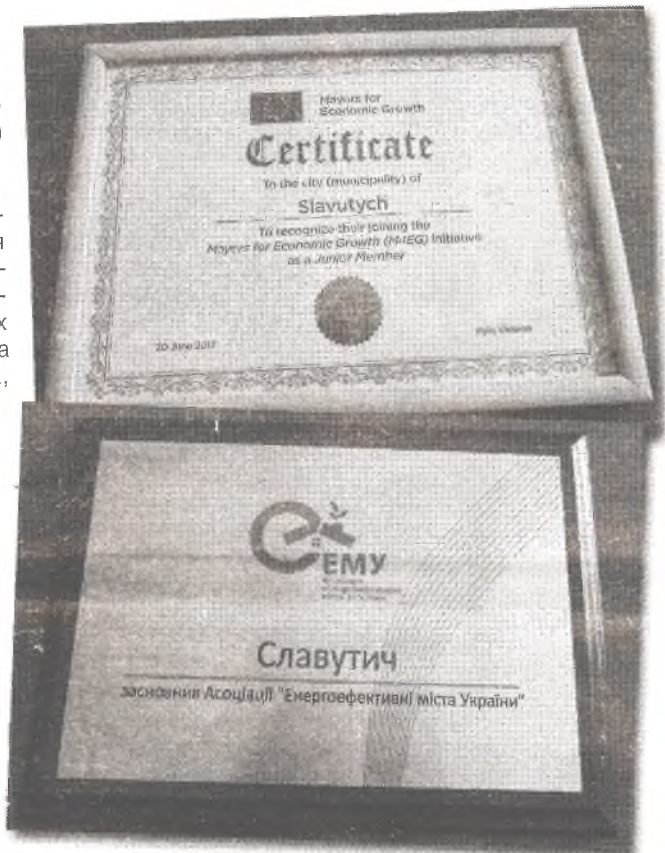 )
-
я
-
-
х
а
,
Mayors for
Economic Growth
Certificate
To the city (municipality) of
Slavutych
To recognize their joining the
Mayors for Economic Growth (M4EG) Initiative
as a Junior Member
20 June 2017
ЕМУ
Славутич
засновник Асоціації "Енергоефективні міста України"